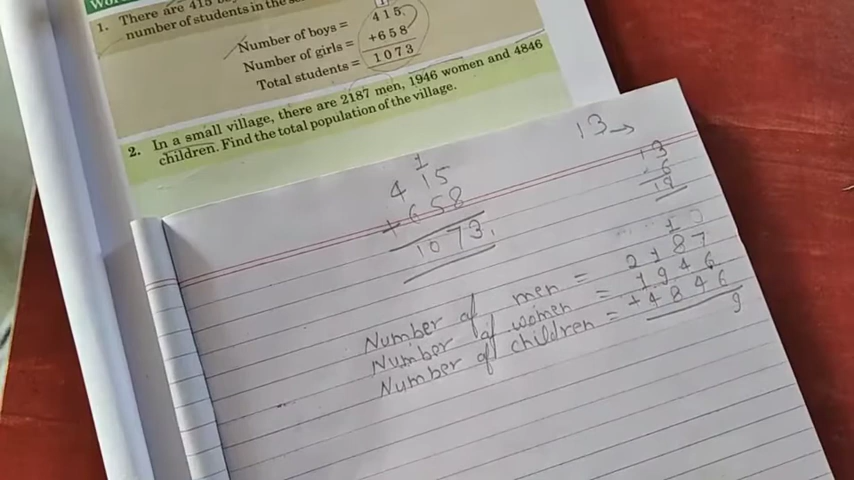 1. There are 415
number of students in the
Number of boys = 415
Number of girls = +658
Total students = 1073
2. In a small village, there are 2187 men, 1946 women and 4846
children. Find the total population of the village.
13→
1
415
+658
1073
13
6
19
1
Number of men = 2187
Number of women = 1946
Number of children = +4846
9